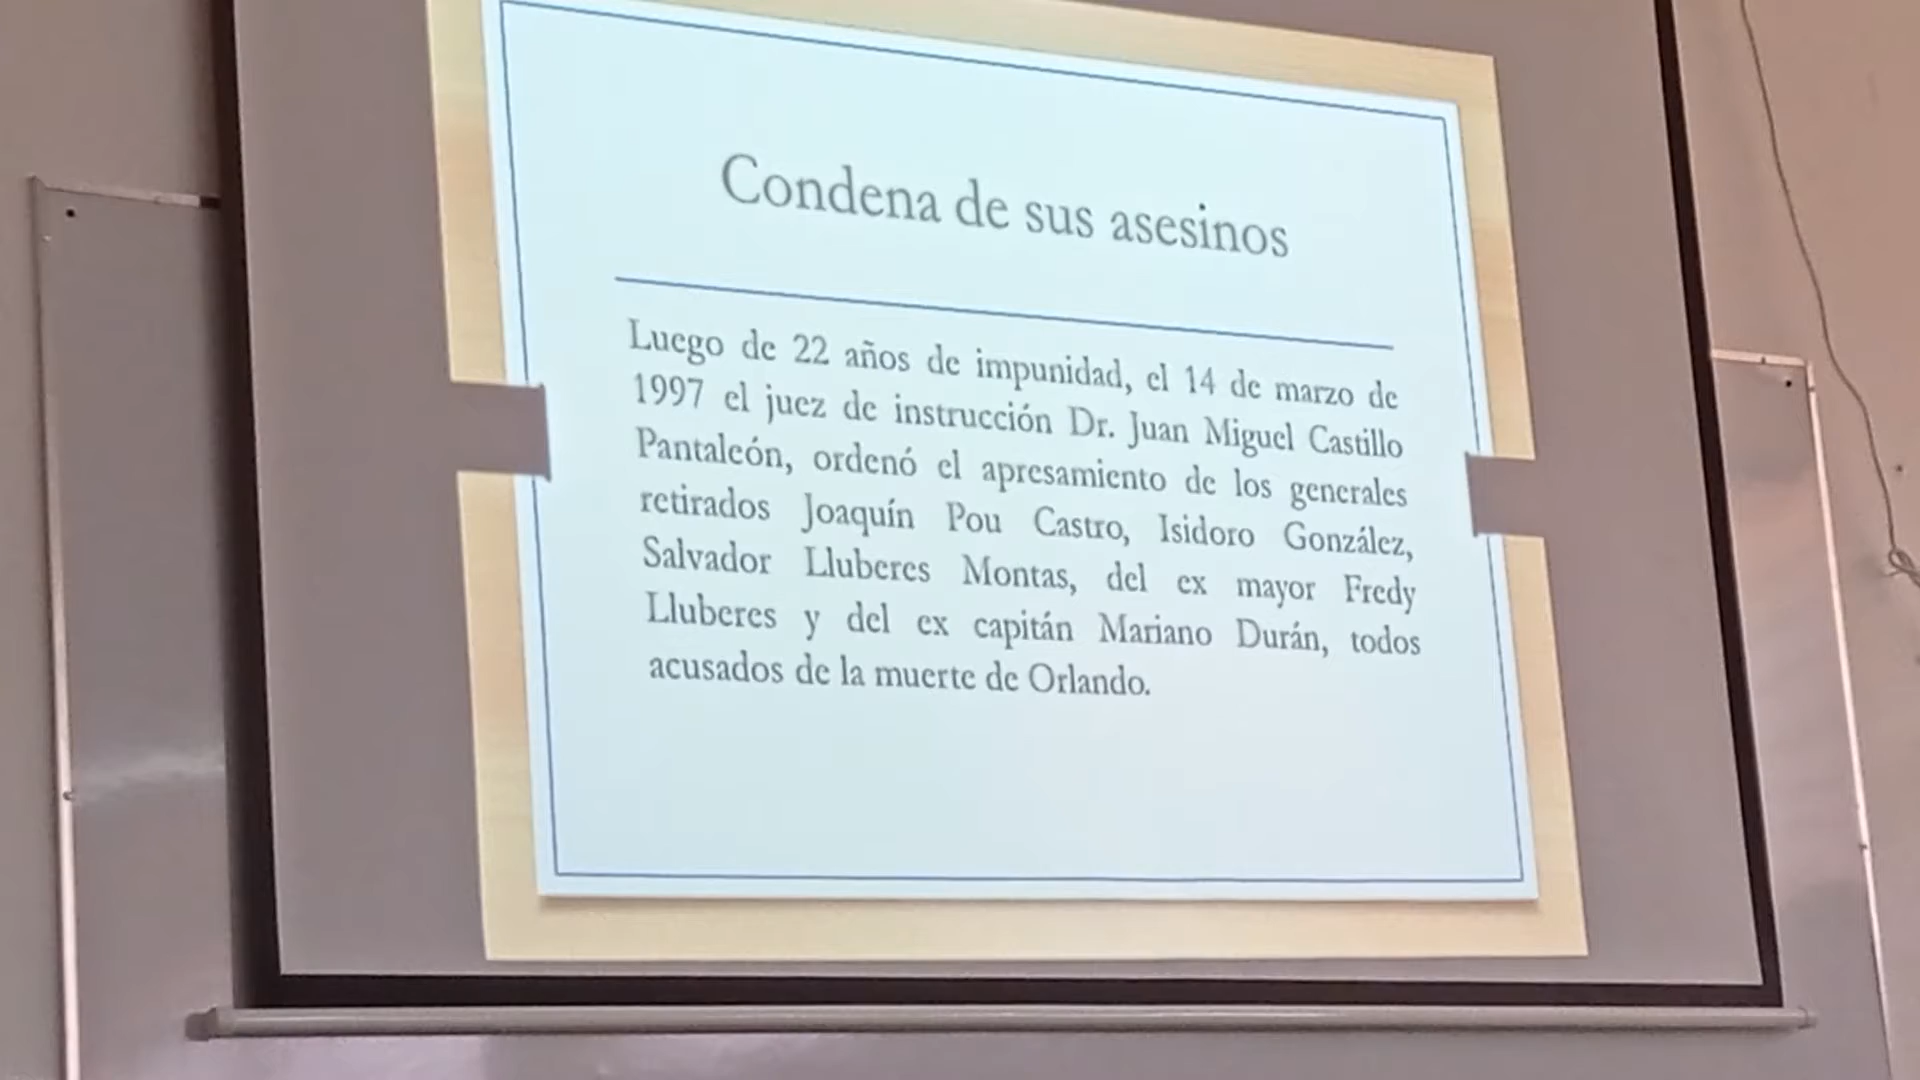 Condena de sus asesinos
Luego de 22 años de impunidad, el 14 de marzo de
1997 el juez de instrucción Dr. Juan Miguel Castillo
Pantaleón, ordenó el apresamiento de los generales
retirados Joaquín Pou Castro, Isidoro González,
Salvador Lluberes Montas, del ex mayor Fredy
Lluberes y del ex capitán Mariano Durán, todos
acusados de la muerte de Orlando.